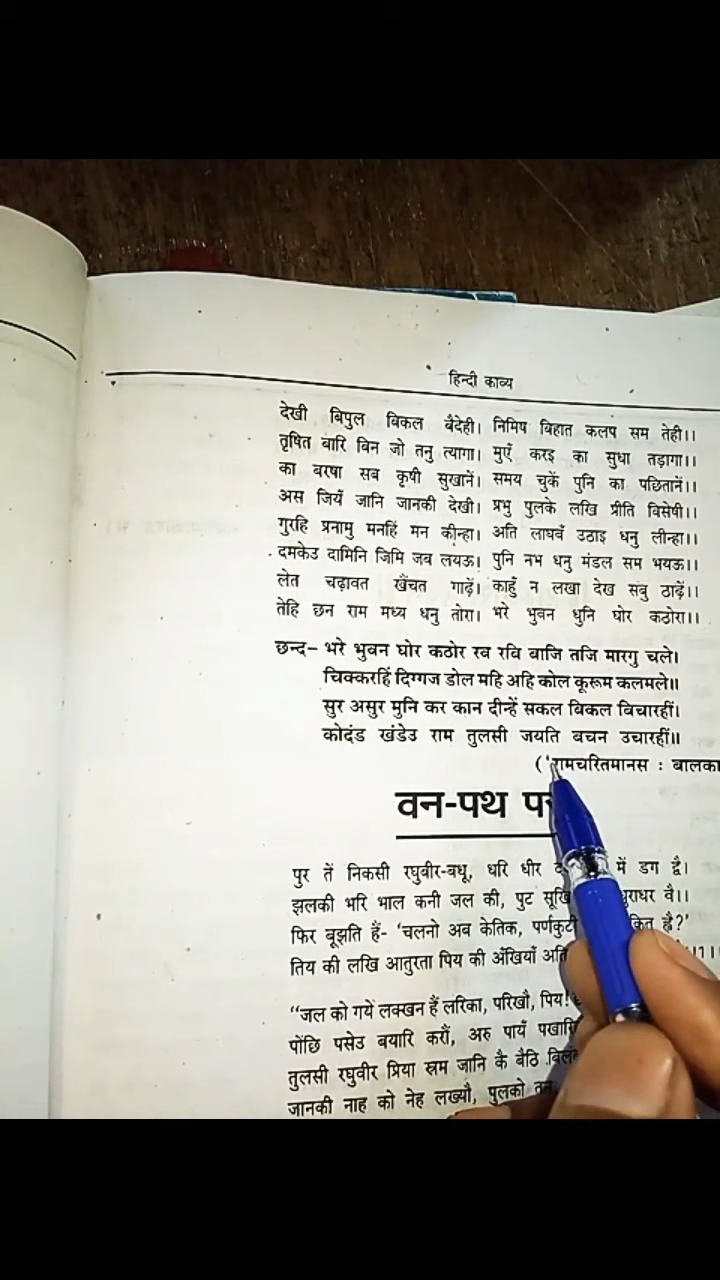 हिन्दी काव्य
देखी बिपुल बिकल बैदेही। निमिष बिहात कलप सम तेही।।
तृषित बारि बिन जो तनु त्यागा। मुएँ करइ का सुधा तड़ागा।।
का बरषा सब कृषी सुखानें। समय चुकें पुनि का पछितानें।।
अस जियँ जानि जानकी देखी। प्रभु पुलके लखि प्रीति बिसेषी।।
गुरहि प्रनामु मनहिं मन कीन्हा। अति लाघवँ उठाइ धनु लीन्हा।।
दमकेउ दामिनि जिमि जब लयऊ। पुनि नभ धनु मंडल सम भयऊ।।
लेत चढ़ावत खैंचत गाढ़ें। काहुँ न लखा देख सबु ठाढ़ें।।
तेहि छन राम मध्य धनु तोरा। भरे भुवन धुनि घोर कठोरा।।
छन्द– भरे भुवन घोर कठोर रव रवि बाजि तजि मारगु चले।
चिक्करहिं दिग्गज डोल महि अहि कोल कूरूम कलमले॥
सुर असुर मुनि कर कान दीन्हें सकल बिकल बिचारहीं।
कोदंड खंडेउ राम तुलसी जयति बचन उचारहीं॥
('रामचरितमानस : बालका
वन-पथ
पुर तें निकसी रघुवीर-बधू, धरि धीर में डग द्वै।
झलकी भरि भाल कनी जल की, पुट सूखि धुराधर वै।।
फिर बूझति हैं- 'चलनो अब केतिक, पर्णकुटी ह्वै?'
तिय की लखि आतुरता पिय की अँखियाँ अति ।।1।।
"जल को गयें लक्खन हैं लरिका, परिखौ, पिय!
पोंछि पसेउ बयारि करौं, अरु पायँ पखारि
तुलसी रघुवीर प्रिया स्रम जानि कै बैठि
जानकी नाह को नेह लख्यौ, पुलको